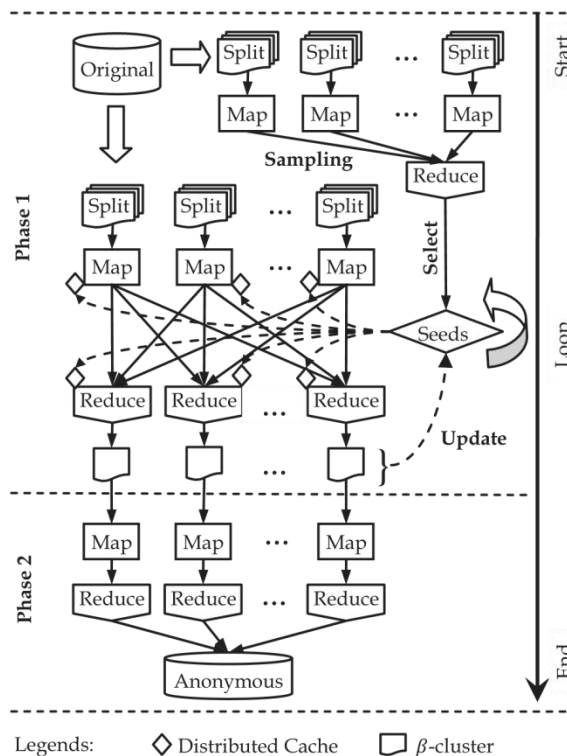 Original
Split Split ... Split
Start
Map Map ... Map
Sampling
Reduce
Phase 1
Split Split ... Split
Select
Map Map ... Map
Seeds
Loop
Reduce Reduce ... Reduce
Update
...
Phase 2
Map Map ... Map
Reduce Reduce ... Reduce
Anonymous
End
Legends: Distributed Cache β-cluster